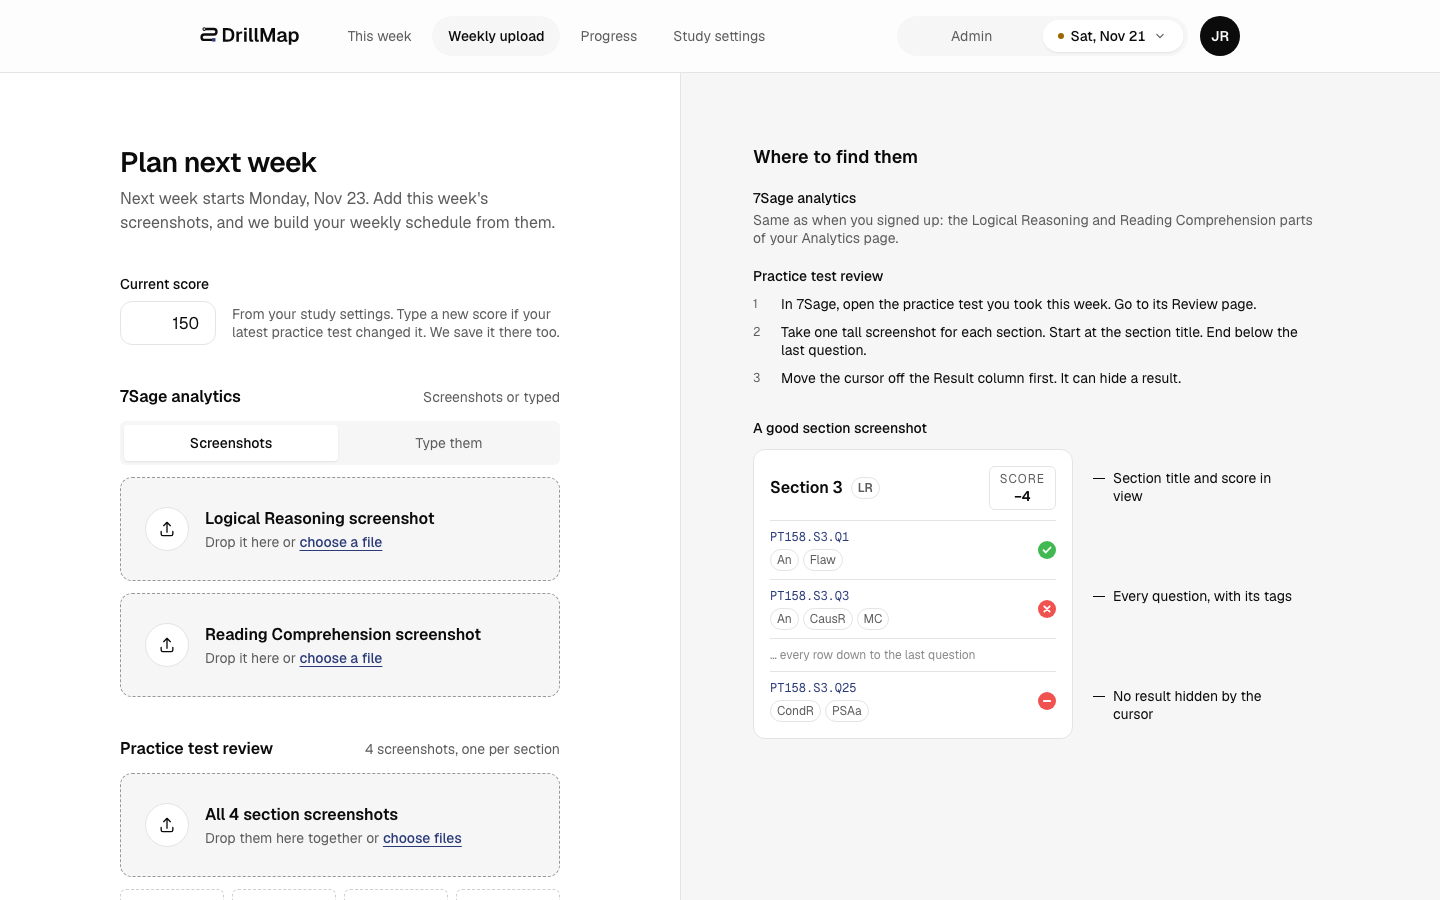 DrillMap
This week
Weekly upload
Progress
Study settings
Admin
Sat, Nov 21
JR
Plan next week
Next week starts Monday, Nov 23. Add this week's
screenshots, and we build your weekly schedule from them.
Current score
150
From your study settings. Type a new score if your
latest practice test changed it. We save it there too.
7Sage analytics
Screenshots or typed
Screenshots
Type them
Logical Reasoning screenshot
Drop it here or choose a file
Reading Comprehension screenshot
Drop it here or choose a file
Practice test review
4 screenshots, one per section
All 4 section screenshots
Drop them here together or choose files
Where to find them
7Sage analytics
Same as when you signed up: the Logical Reasoning and Reading Comprehension parts
of your Analytics page.
Practice test review
1 In 7Sage, open the practice test you took this week. Go to its Review page.
2 Take one tall screenshot for each section. Start at the section title. End below the
last question.
3 Move the cursor off the Result column first. It can hide a result.
A good section screenshot
Section 3 LR
SCORE
−4
PT158.S3.Q1
An Flaw
PT158.S3.Q3
An CausR MC
… every row down to the last question
PT158.S3.Q25
CondR PSAa
— Section title and score in
view
— Every question, with its tags
— No result hidden by the
cursor